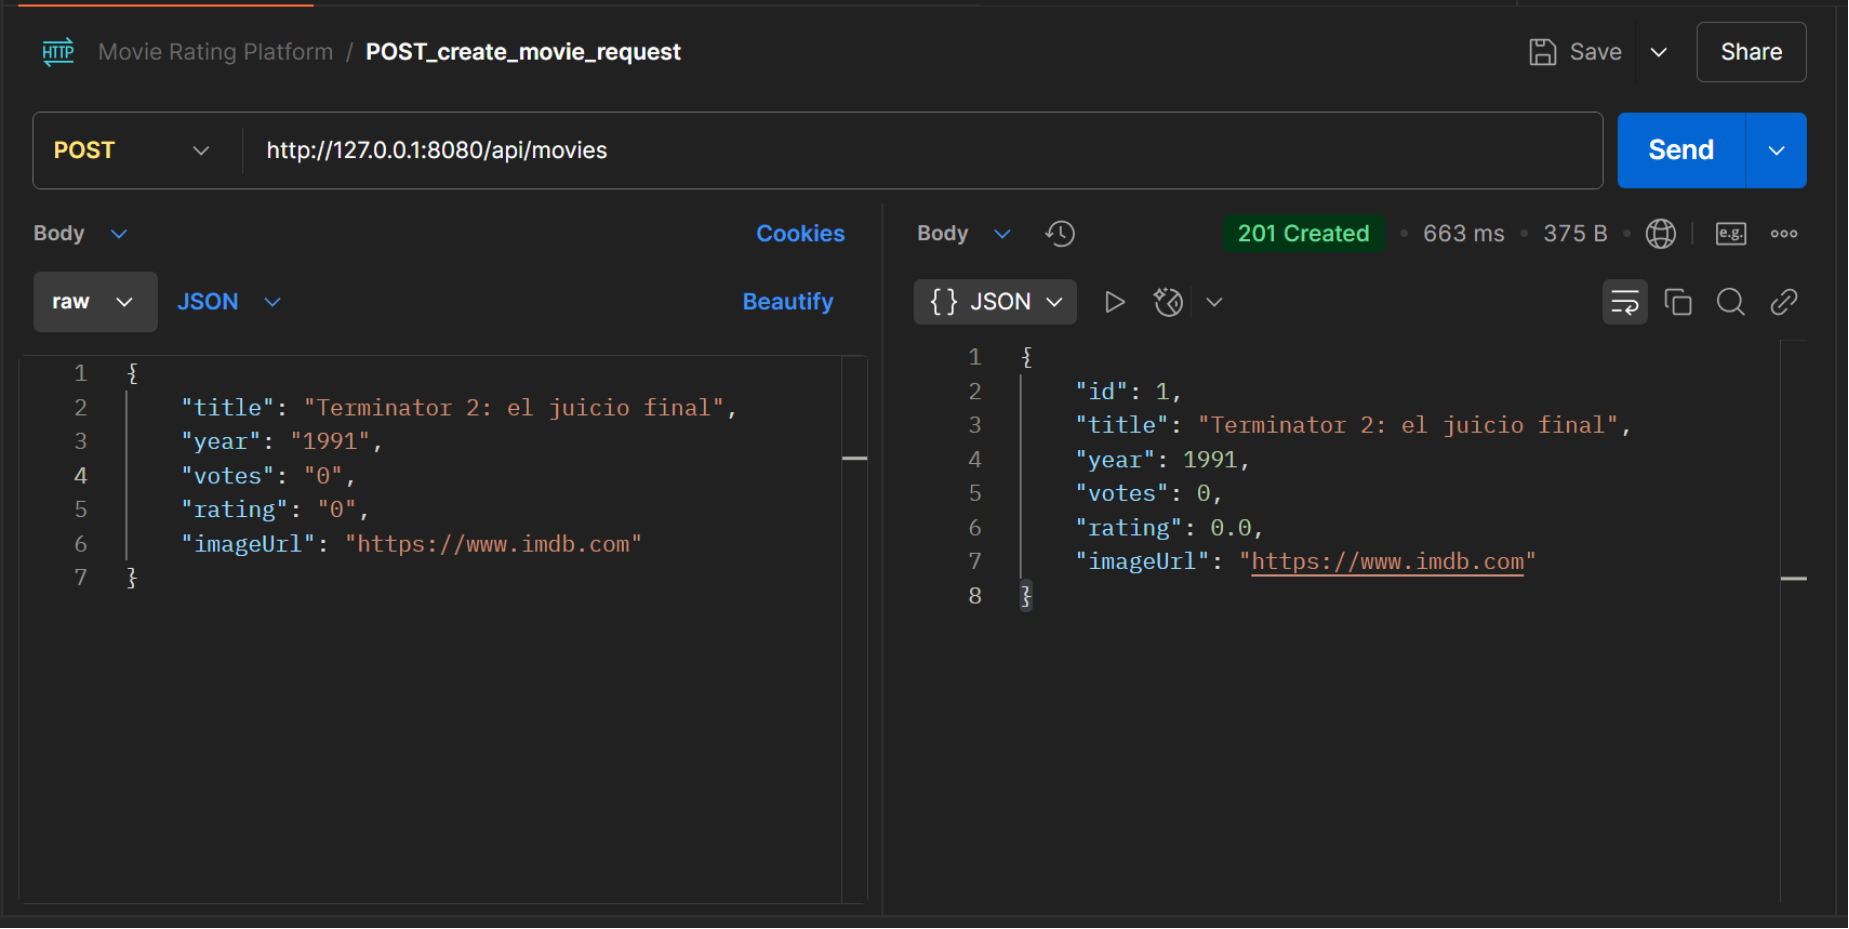 HTTP Movie Rating Platform / POST_create_movie_request Save Share
POST http://127.0.0.1:8080/api/movies Send
Body Cookies
raw JSON Beautify
1 {
2 "title": "Terminator 2: el juicio final",
3 "year": "1991",
4 "votes": "0",
5 "rating": "0",
6 "imageUrl": "https://www.imdb.com"
7 }
Body 201 Created • 663 ms • 375 B • e.g.
{} JSON
1 {
2 "id": 1,
3 "title": "Terminator 2: el juicio final",
4 "year": 1991,
5 "votes": 0,
6 "rating": 0.0,
7 "imageUrl": "https://www.imdb.com"
8 }